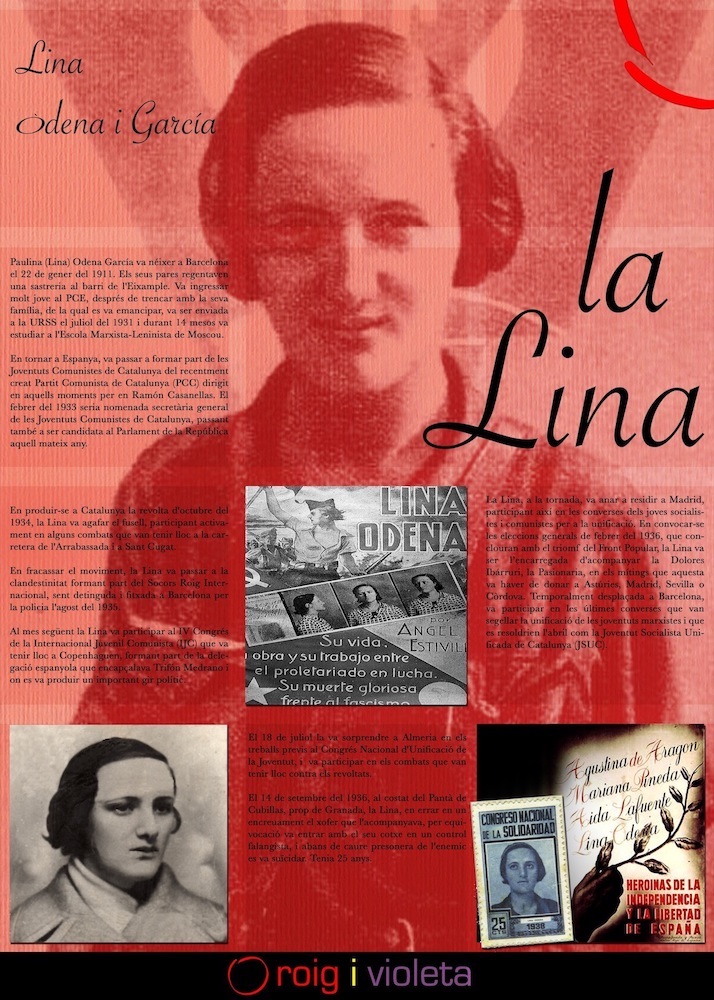 Lina
Òdena i García
la
Lina
Paulina (Lina) Odena García va néixer a Barcelona
el 22 de gener del 1911. Els seus pares regentaven
una sastreria al barri de l'Eixample. Va ingressar
molt jove al PCE, després de trencar amb la seva
família, de la qual es va emancipar, va ser enviada
a la URSS el juliol del 1931 i durant 14 mesos va
estudiar a l'Escola Marxista-Leninista de Moscou.
En tornar a Espanya, va passar a formar part de les
Joventuts Comunistes de Catalunya del recentment
creat Partit Comunista de Catalunya (PCC) dirigit
en aquells moments per en Ramón Casanellas. El
febrer del 1933 seria nomenada secretària general
de les Joventuts Comunistes de Catalunya, passant
també a ser candidata al Parlament de la República
aquell mateix any.
En produir-se a Catalunya la revolta d'octubre del
1934, la Lina va agafar el fusell, participant activa-
ment en alguns combats que van tenir lloc a la car-
retera de l'Arrabassada i a Sant Cugat.
En fracassar el moviment, la Lina va passar a la
clandestinitat formant part del Socors Roig Inter-
nacional, sent detinguda i fitxada a Barcelona per
la policia l'agost del 1935.
Al mes següent la Lina va participar al IV Congrés
de la Internacional Juvenil Comunista (IJC) que va
tenir lloc a Copenhaguen, formant part de la dele-
gació espanyola que encapçalava Trifón Medrano i
on es va produir un important gir polític.
LINA
ODENA
POR
ANGEL
ESTIVILL
Su vida,
obra y su trabajo entre
el proletariado en lucha.
Su muerte gloriosa
frente al fascismo
La Lina, a la tornada, va anar a residir a Madrid,
participant així en les converses dels joves socialis-
tes i comunistes per a la unificació. En convocar-se
les eleccions generals de febrer del 1936, que con-
clouran amb el triomf del Front Popular, la Lina va
ser l'encarregada d'acompanyar la Dolores
Ibárruri, la Pasionaria, en els mítings que aquesta
va haver de donar a Astúries, Madrid, Sevilla o
Còrdova. Temporalment desplaçada a Barcelona,
va participar en les últimes converses que van
segellar la unificació de les joventuts marxistes i que
es resoldrien l'abril com la Joventut Socialista Uni-
ficada de Catalunya (JSUC).
El 18 de juliol la va sorprendre a Almeria en els
treballs previs al Congrés Nacional d'Unificació de
la Joventut, i va participar en els combats que van
tenir lloc contra els revoltats.
El 14 de setembre del 1936, al costat del Pantà de
Cubillas, prop de Granada, la Lina, en errar en un
encreuament el xofer que l'acompanyava, per equi-
vocació va entrar amb el seu cotxe en un control
falangista, i abans de caure presonera de l'enemic
es va suïcidar. Tenia 25 anys.
CONGRESO NACIONAL
DE LA SOLIDARIDAD
25
CTS
1938
Agustina de Aragon
Mariana Pineda
Aida Lafuente
Lina Odena
HEROINAS DE LA
INDEPENDENCIA
Y LA LIBERTAD
DE ESPAÑA
roig i violeta